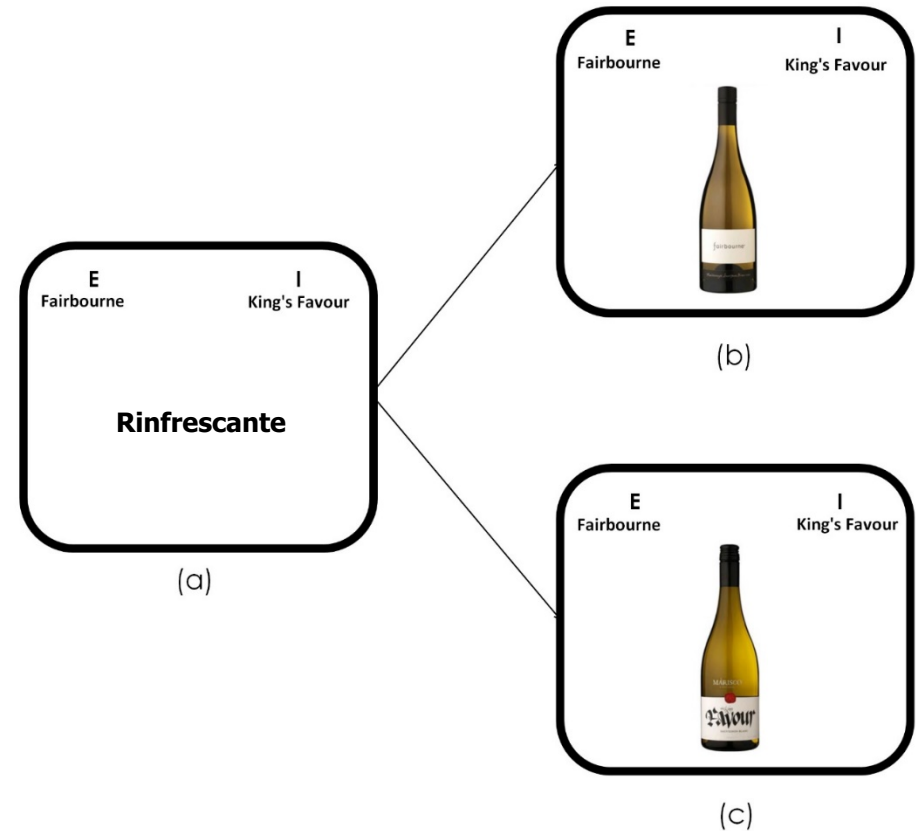 E
Fairbourne
I
King's Favour
Rinfrescante
(a)
E
Fairbourne
I
King's Favour
fairbourne
(b)
E
Fairbourne
I
King's Favour
MARISCO
Favour
(c)